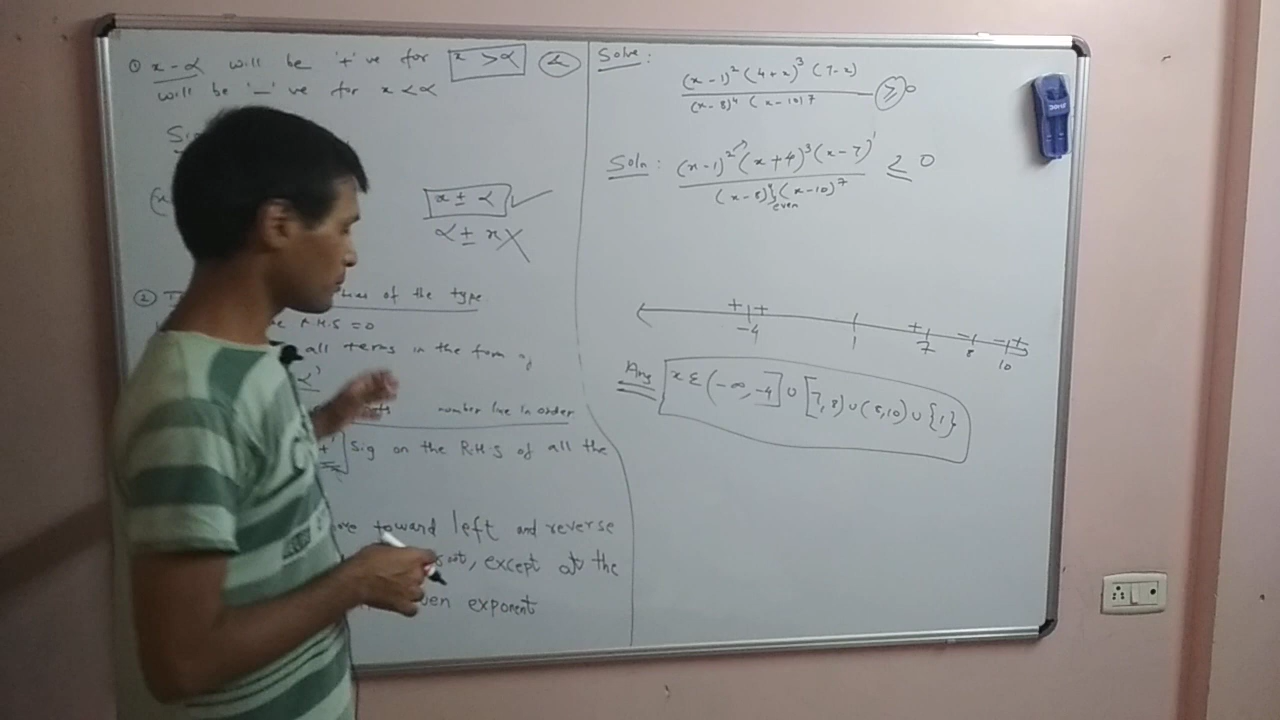 ① x-α will be '+'ve for x > α &
will be '-' ve for x < α
x ± α
α ± x
② of the type
R.H.S = 0
all terms in the form of
α'
number line in order
'+' Sig on the R.H.S of all the
toward left and reverse
root, except at the
even exponent
Solve :
(x-1)² (4+x)³ (7-x)
(x-8)⁴ (x-10)⁷ ≥ 0
Soln : (x-1)² (x+4)³ (x-7)¹ ≤ 0
(x-8)⁴ (x-10)⁷
even
+ + + - - +
-4 1 7 8 10
Ans x ε (-∞, -4] ∪ [7,8) ∪ (8,10) ∪ {1}